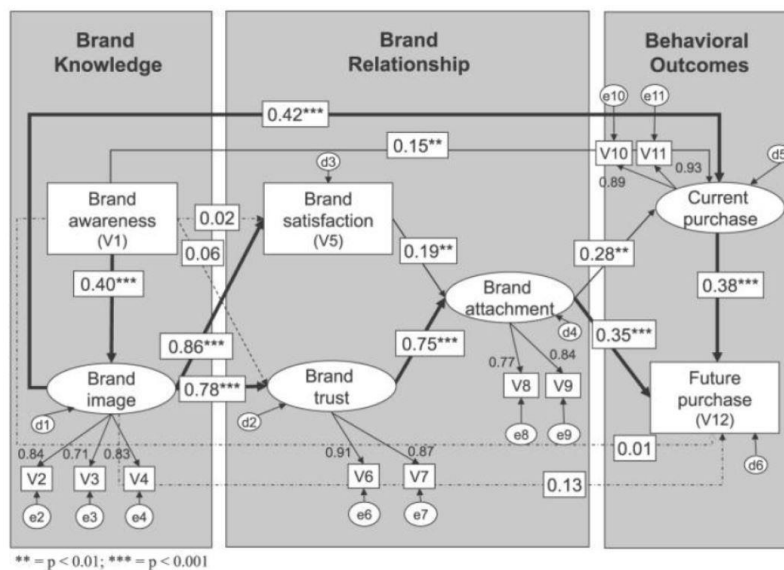 Brand
Knowledge
Brand
Relationship
Behavioral
Outcomes
0.42***
e10
e11
0.15**
V10
V11
d3
d5
0.89
0.93
Brand
awareness
(V1)
0.02
Brand
satisfaction
(V5)
Current
purchase
0.06
0.19**
0.28**
0.40***
Brand
attachment
0.38***
d4
0.86***
0.75***
0.35***
Brand
image
0.78***
Brand
trust
0.77
0.84
V8
V9
Future
purchase
(V12)
d1
d2
e8
e9
0.01
d6
0.84
0.71
0.83
0.91
0.87
V2
V3
V4
V6
V7
0.13
e2
e3
e4
e6
e7
** = p < 0.01; *** = p < 0.001